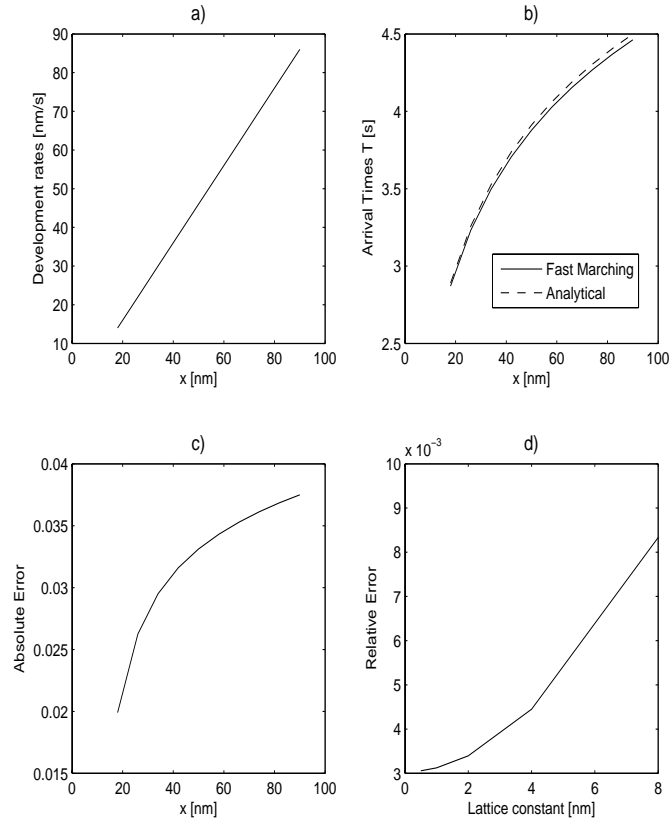 a)
Development rates [nm/s]
90
80
70
60
50
40
30
20
10
0 20 40 60 80 100
x [nm]
b)
Arrival Times T [s]
4.5
4
3.5
3
2.5
Fast Marching
Analytical
0 20 40 60 80 100
x [nm]
c)
Absolute Error
0.04
0.035
0.03
0.025
0.02
0.015
0 20 40 60 80 100
x [nm]
d)
x 10⁻³
Relative Error
10
9
8
7
6
5
4
3
0 2 4 6 8
Lattice constant [nm]